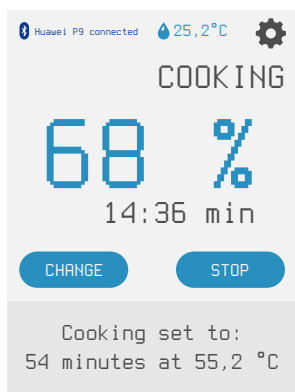 Huawei P9 connected 25,2°C
COOKING
68 %
14:36 min
CHANGE STOP
Cooking set to:
54 minutes at 55,2 °C